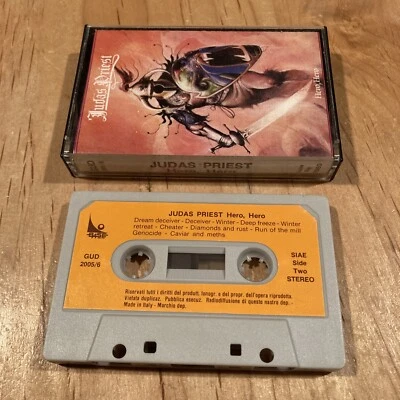 Judas Priest
Hero, Hero
JUDAS PRIEST
JUDAS PRIEST Hero, Hero
Dream deceiver - Deceiver - Winter - Deep freeze - Winter
retreat - Cheater - Diamonds and rust - Run of the mill
Genocide - Caviar and meths
GUD
2005/6
SIAE
Side
Two
STEREO
Riservati tutti i diritti del produt. fonogr. e del propr. dell'opera riprodotta.
Vietata duplicaz. Pubblica esecuz. Radiodiffusione di questo nastro dep. -
Made in Italy - Marchio dep.